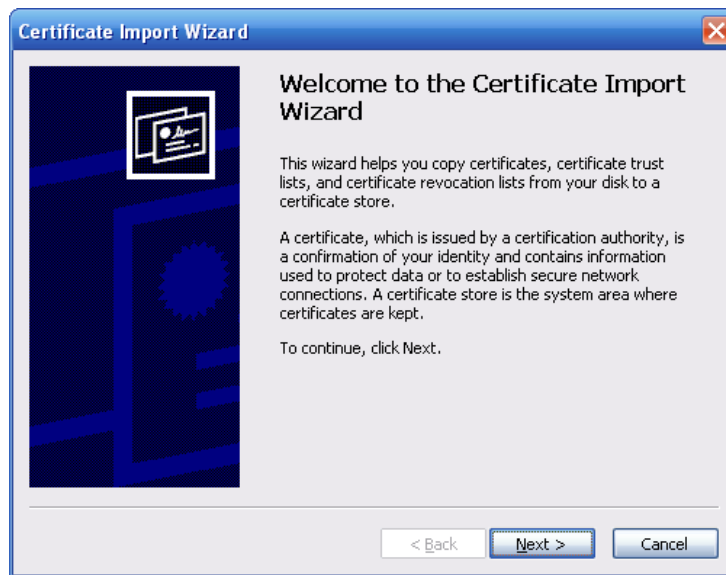 Certificate Import Wizard
Welcome to the Certificate Import
Wizard
This wizard helps you copy certificates, certificate trust
lists, and certificate revocation lists from your disk to a
certificate store.
A certificate, which is issued by a certification authority, is
a confirmation of your identity and contains information
used to protect data or to establish secure network
connections. A certificate store is the system area where
certificates are kept.
To continue, click Next.
< Back Next > Cancel